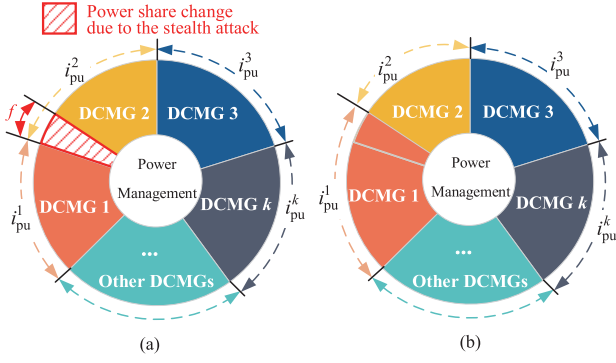 Power share change
due to the stealth attack
f
i_pu^2
i_pu^3
DCMG 2
DCMG 3
Power
Management
DCMG 1
DCMG k
i_pu^1
i_pu^k
...
Other DCMGs
(a)
i_pu^2
i_pu^3
DCMG 2
DCMG 3
Power
Management
DCMG 1
DCMG k
i_pu^1
i_pu^k
...
Other DCMGs
(b)